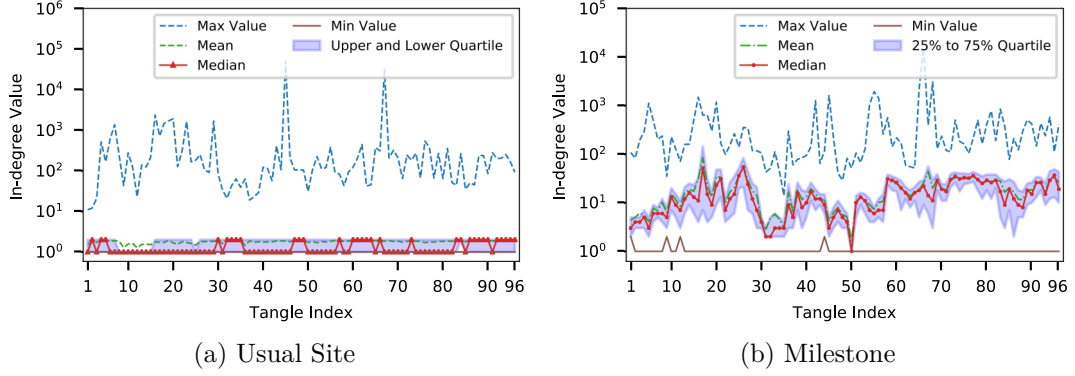 10^6
10^5
10^4
10^3
10^2
10^1
10^0
In-degree Value
Max Value
Mean
Median
Min Value
Upper and Lower Quartile
1 10 20 30 40 50 60 70 80 90 96
Tangle Index
(a) Usual Site
10^5
10^4
10^3
10^2
10^1
10^0
In-degree Value
Max Value
Mean
Median
Min Value
25% to 75% Quartile
1 10 20 30 40 50 60 70 80 90 96
Tangle Index
(b) Milestone